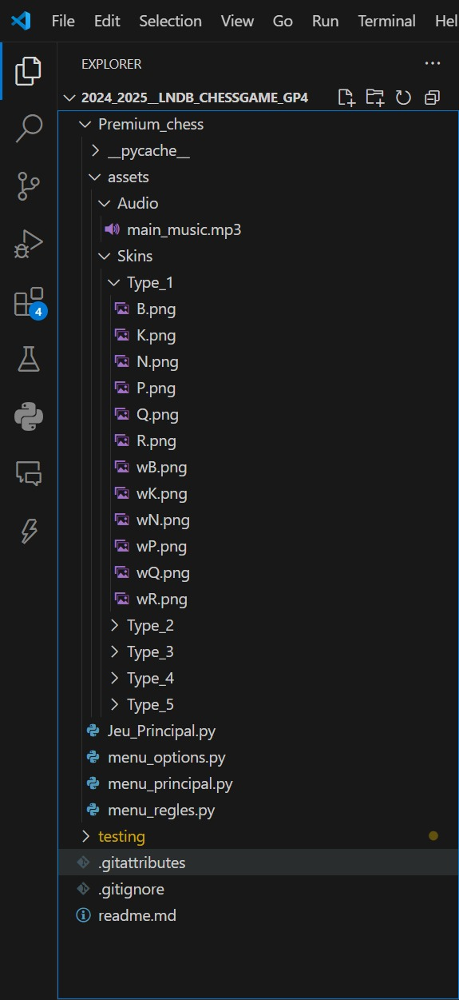 File Edit Selection View Go Run Terminal Hel
EXPLORER
2024_2025__LNDB_CHESSGAME_GP4
Premium_chess
__pycache__
assets
Audio
main_music.mp3
Skins
Type_1
B.png
K.png
N.png
P.png
Q.png
R.png
wB.png
wK.png
wN.png
wP.png
wQ.png
wR.png
Type_2
Type_3
Type_4
Type_5
Jeu_Principal.py
menu_options.py
menu_principal.py
menu_regles.py
testing
.gitattributes
.gitignore
readme.md
4